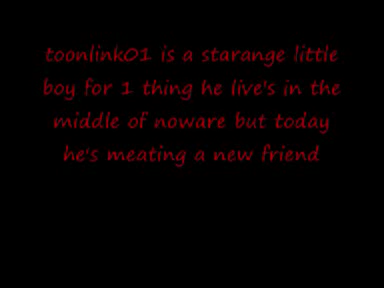 toonlink01 is a starange little
boy for 1 thing he live's in the
middle of noware but today
he's meating a new friend